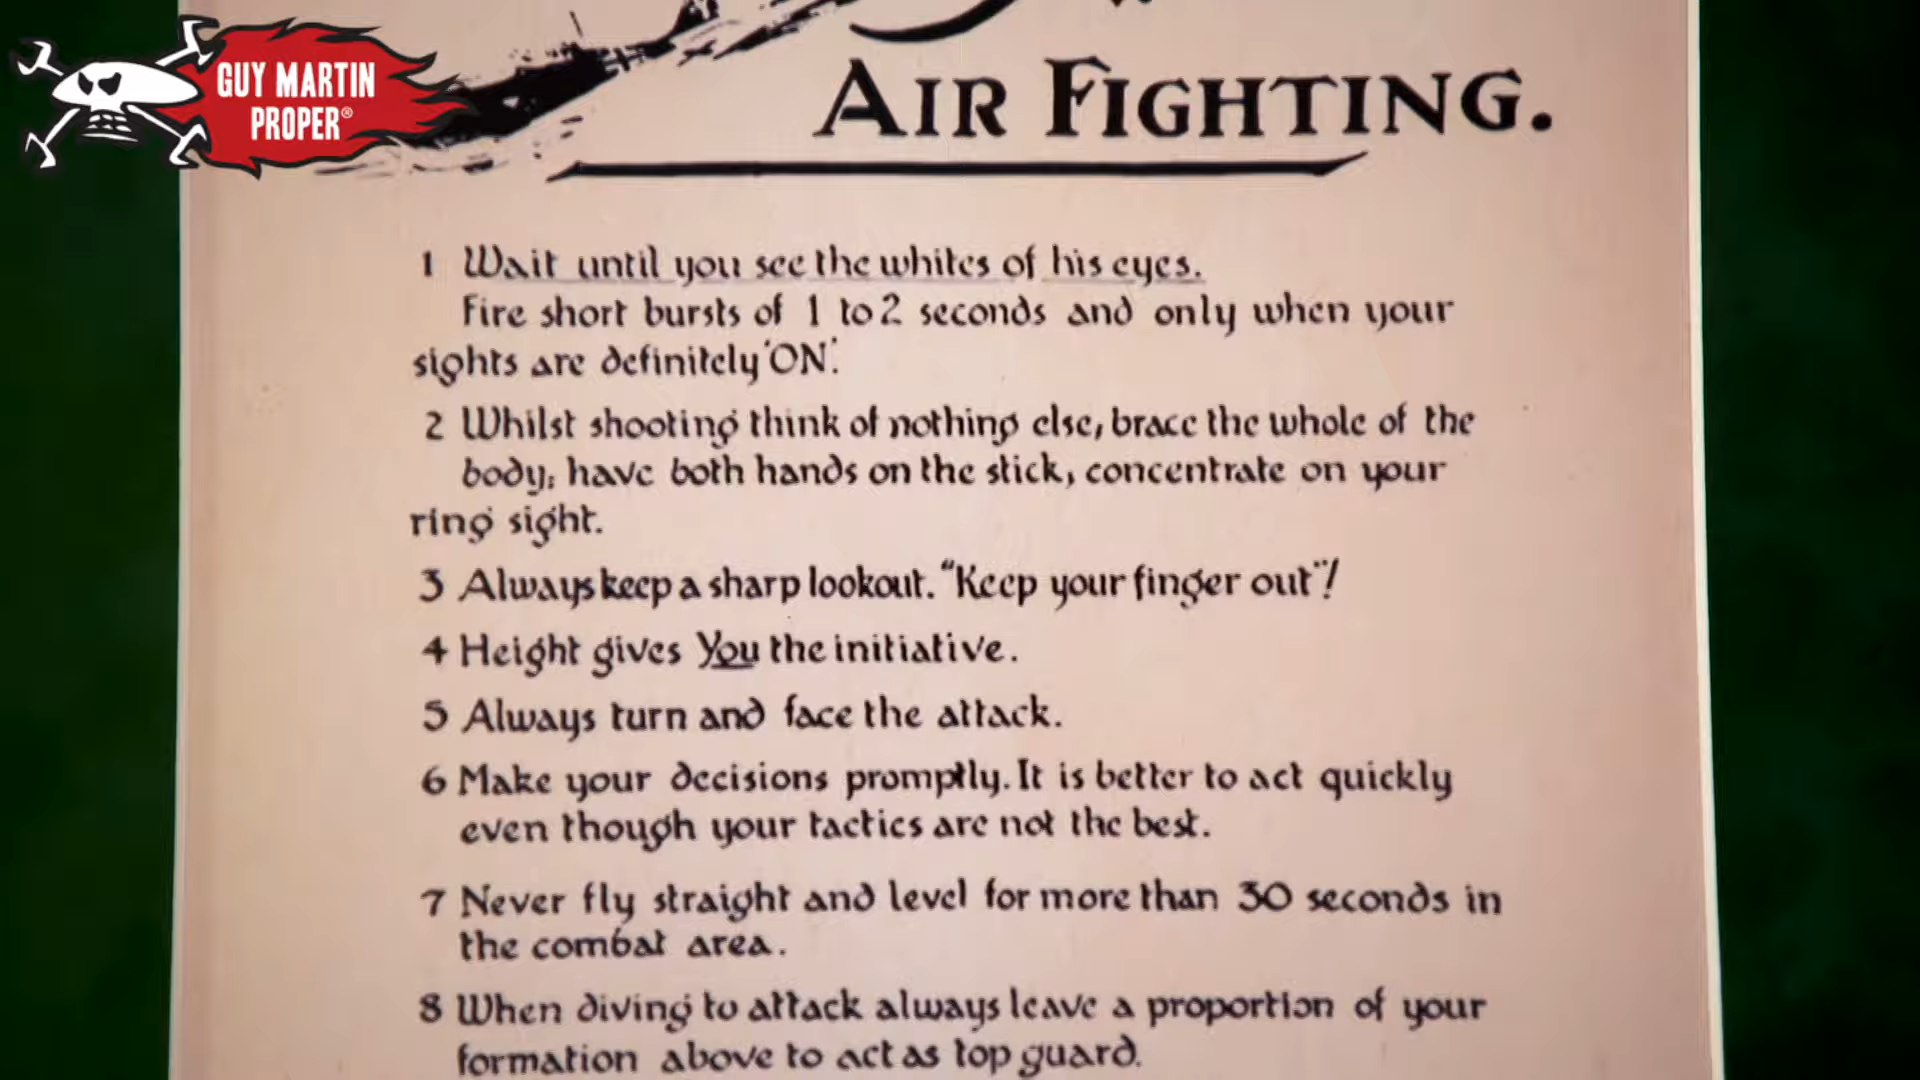 GUY MARTIN
PROPER®
AIR FIGHTING.
1 Wait until you see the whites of his eyes.
Fire short bursts of 1 to 2 seconds and only when your
sights are definitely 'ON'.
2 Whilst shooting think of nothing else, brace the whole of the
body; have both hands on the stick, concentrate on your
ring sight.
3 Always keep a sharp lookout. "Keep your finger out"!
4 Height gives You the initiative.
5 Always turn and face the attack.
6 Make your decisions promptly. It is better to act quickly
even though your tactics are not the best.
7 Never fly straight and level for more than 30 seconds in
the combat area.
8 When diving to attack always leave a proportion of your
formation above to act as top guard.